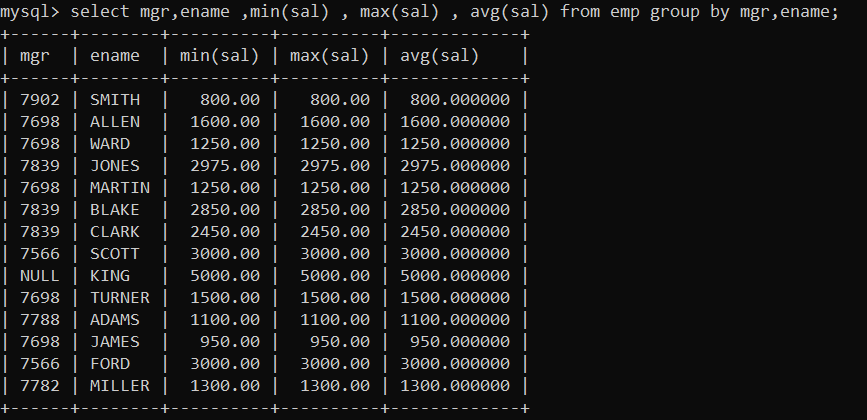 mysql> select mgr,ename ,min(sal) , max(sal) , avg(sal) from emp group by mgr,ename;
+------+--------+----------+----------+-------------+
| mgr  | ename  | min(sal) | max(sal) | avg(sal)    |
+------+--------+----------+----------+-------------+
| 7902 | SMITH  |   800.00 |   800.00 |  800.000000 |
| 7698 | ALLEN  |  1600.00 |  1600.00 | 1600.000000 |
| 7698 | WARD   |  1250.00 |  1250.00 | 1250.000000 |
| 7839 | JONES  |  2975.00 |  2975.00 | 2975.000000 |
| 7698 | MARTIN |  1250.00 |  1250.00 | 1250.000000 |
| 7839 | BLAKE  |  2850.00 |  2850.00 | 2850.000000 |
| 7839 | CLARK  |  2450.00 |  2450.00 | 2450.000000 |
| 7566 | SCOTT  |  3000.00 |  3000.00 | 3000.000000 |
| NULL | KING   |  5000.00 |  5000.00 | 5000.000000 |
| 7698 | TURNER |  1500.00 |  1500.00 | 1500.000000 |
| 7788 | ADAMS  |  1100.00 |  1100.00 | 1100.000000 |
| 7698 | JAMES  |   950.00 |   950.00 |  950.000000 |
| 7566 | FORD   |  3000.00 |  3000.00 | 3000.000000 |
| 7782 | MILLER |  1300.00 |  1300.00 | 1300.000000 |
+------+--------+----------+----------+-------------+